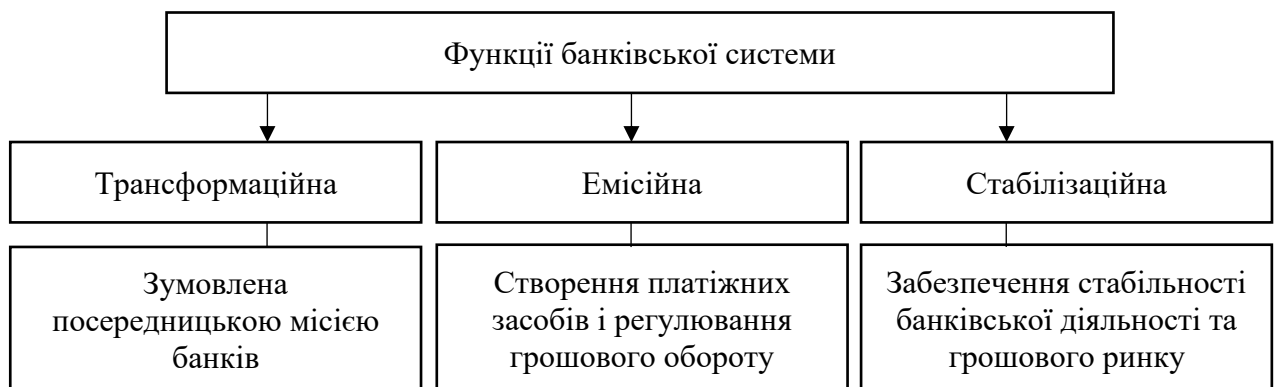 Функції банківської системи
Трансформаційна
Емісійна
Стабілізаційна
Зумовлена
посередницькою місією
банків
Створення платіжних
засобів і регулювання
грошового обороту
Забезпечення стабільності
банківської діяльності та
грошового ринку